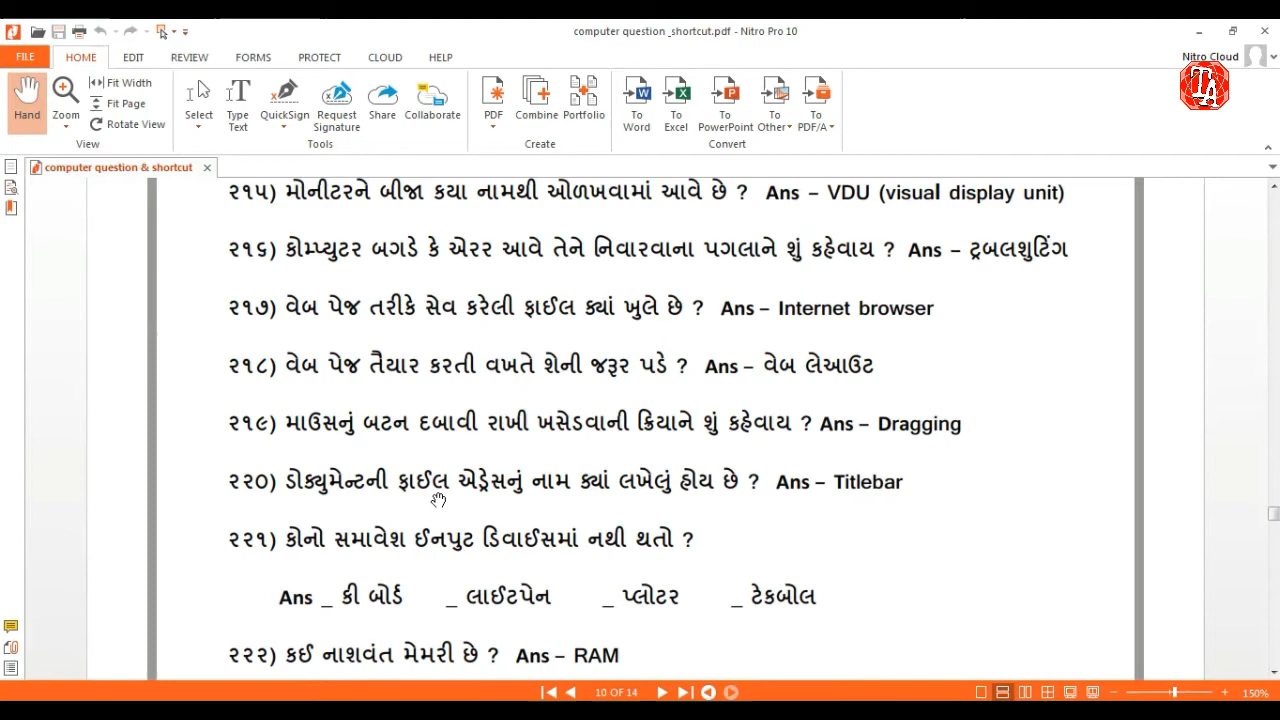 computer question _shortcut.pdf - Nitro Pro 10
FILE HOME EDIT REVIEW FORMS PROTECT CLOUD HELP Nitro Cloud
Hand Zoom Fit Width Fit Page Rotate View Select Type Text QuickSign Request Signature Share Collaborate PDF Combine Portfolio To Word To Excel To PowerPoint To Other To PDF/A
View Tools Create Convert
computer question & shortcut
૨૧૫) મોનીટરને બીજા કયા નામથી ઓળખવામાં આવે છે ? Ans – VDU (visual display unit)
૨૧૬) કોમ્પ્યુટર બગડે કે એરર આવે તેને નિવારવાના પગલાને શું કહેવાય ? Ans – ટ્રબલશુટિંગ
૨૧૭) વેબ પેજ તરીકે સેવ કરેલી ફાઈલ ક્યાં ખુલે છે ? Ans – Internet browser
૨૧૮) વેબ પેજ તૈયાર કરતી વખતે શેની જરૂર પડે ? Ans – વેબ લેઆઉટ
૨૧૯) માઉસનું બટન દબાવી રાખી ખસેડવાની ક્રિયાને શું કહેવાય ? Ans – Dragging
૨૨૦) ડોક્યુમેન્ટની ફાઈલ એડ્રેસનું નામ ક્યાં લખેલું હોય છે ? Ans – Titlebar
૨૨૧) કોનો સમાવેશ ઈનપુટ ડિવાઈસમાં નથી થતો ?
Ans _ કી બોર્ડ _ લાઈટપેન _ પ્લોટર _ ટેકબોલ
૨૨૨) કઈ નાશવંત મેમરી છે ? Ans – RAM
10 OF 14 150%